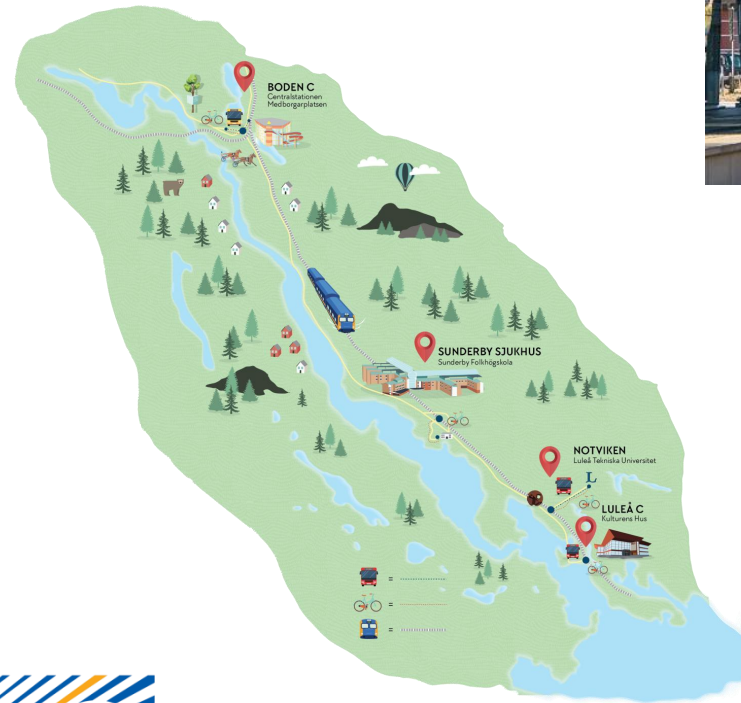 BODEN C
Centralstationen
Medborgarplatsen
SUNDERBY SJUKHUS
Sunderby Folkhögskola
NOTVIKEN
Luleå Tekniska Universitet
L
LULEÅ C
Kulturens Hus
=
=
=